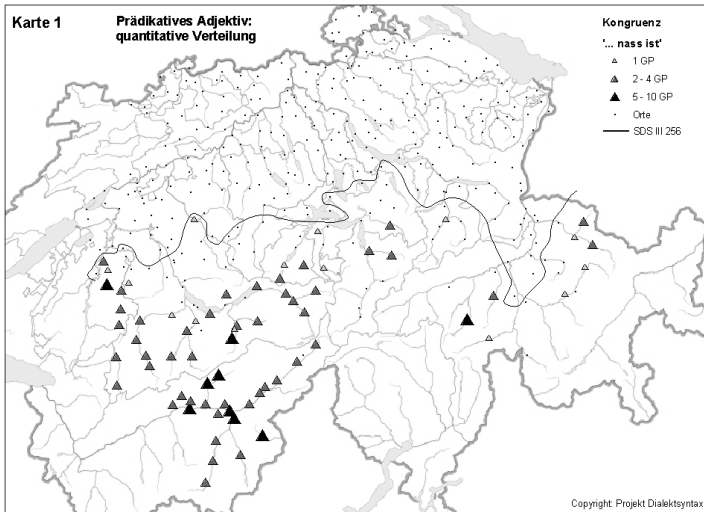 Karte 1
Prädikatives Adjektiv:
quantitative Verteilung
Kongruenz
'... nass ist'
1 GP
2 - 4 GP
5 - 10 GP
Orte
SDS III 256
Copyright: Projekt Dialektsyntax